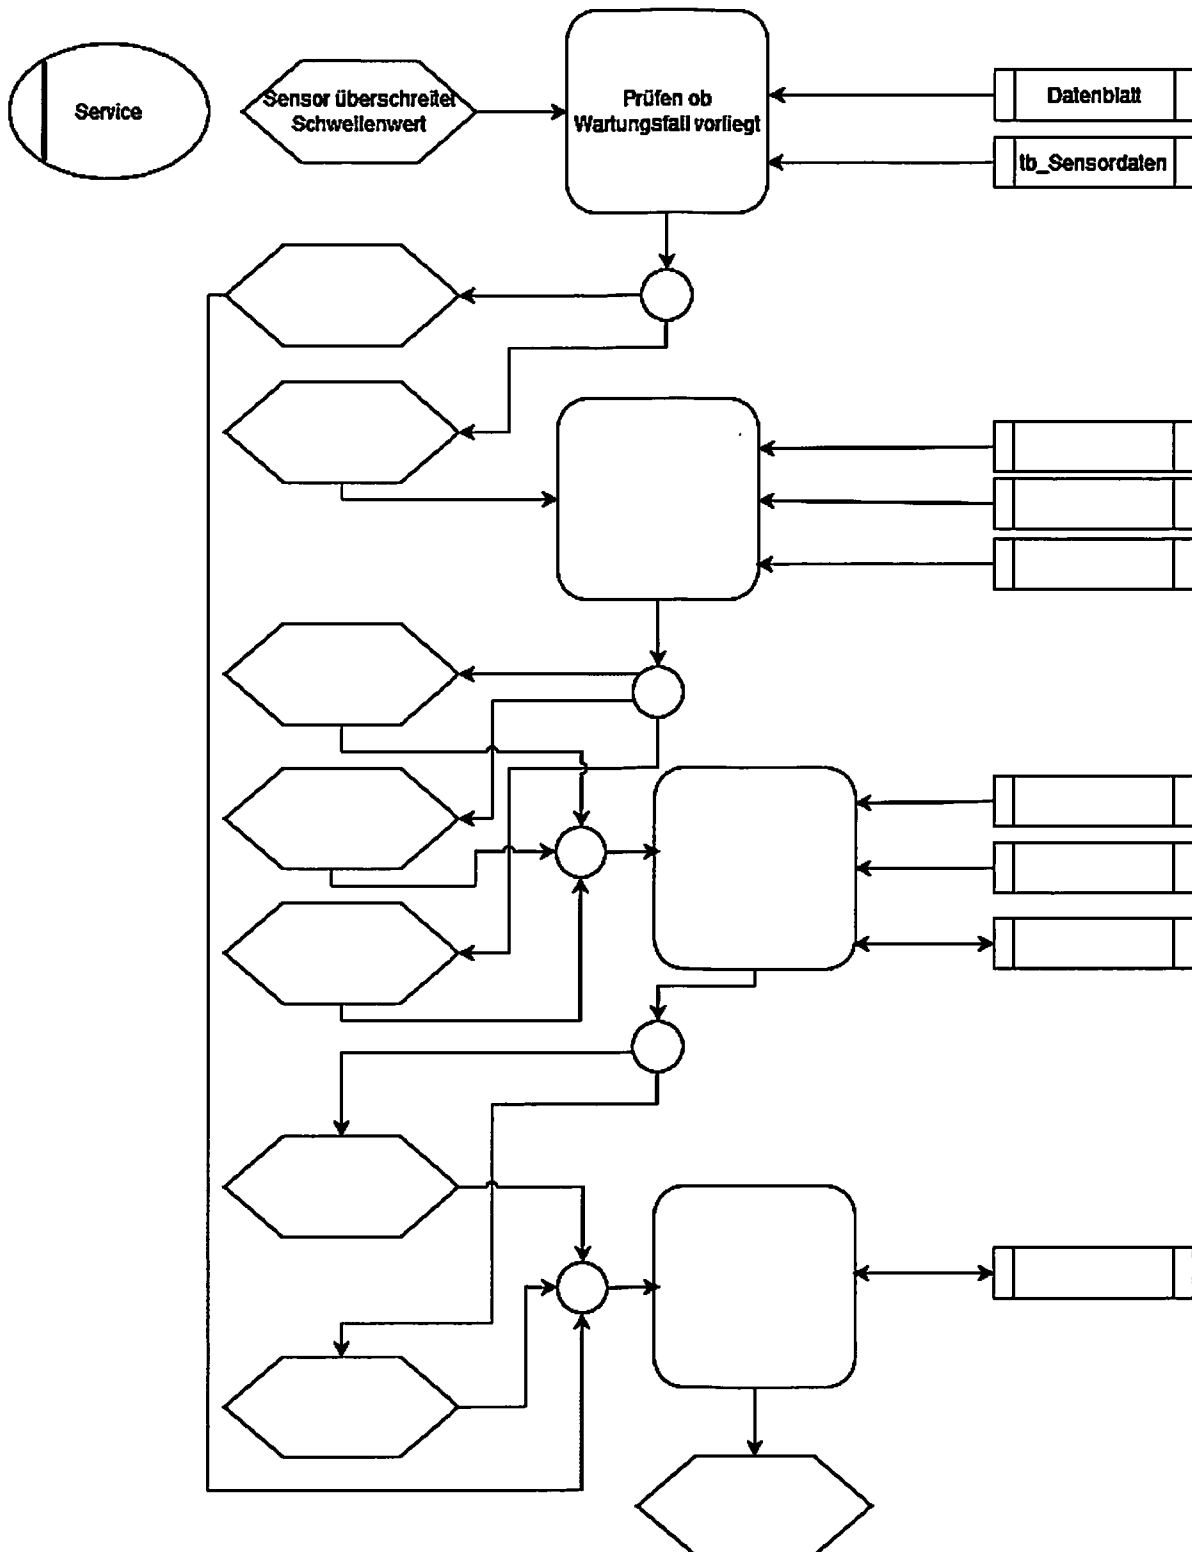 Service
Sensor überschreitet
Schwellenwert
Prüfen ob
Wartungsfall vorliegt
Datenblatt
tb_Sensordaten